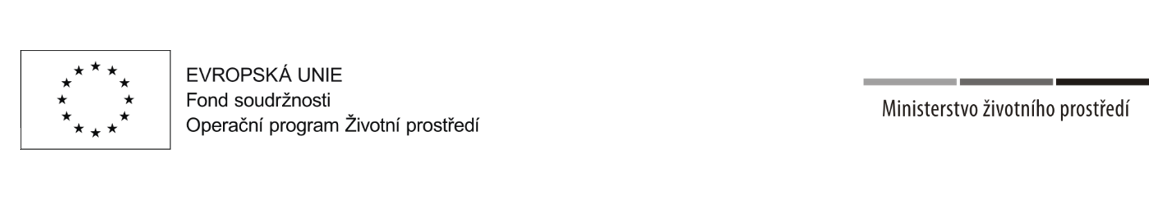 EVROPSKÁ UNIE
Fond soudržnosti
Operační program Životní prostředí
Ministerstvo životního prostředí